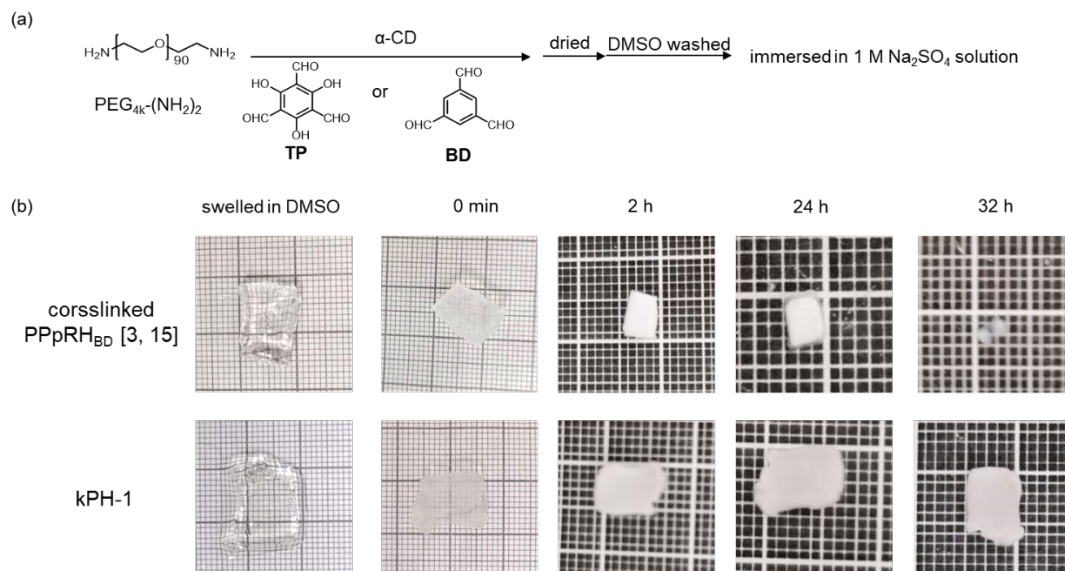 (a)
α-CD
dried
DMSO washed
immersed in 1 M Na₂SO₄ solution
H₂N
O
90
NH₂
PEG₄ₖ-(NH₂)₂
CHO
HO
OH
OHC
CHO
OH
TP
or
CHO
OHC
CHO
BD
(b)
swelled in DMSO
0 min
2 h
24 h
32 h
corsslinked
PPpRH_BD [3, 15]
kPH-1